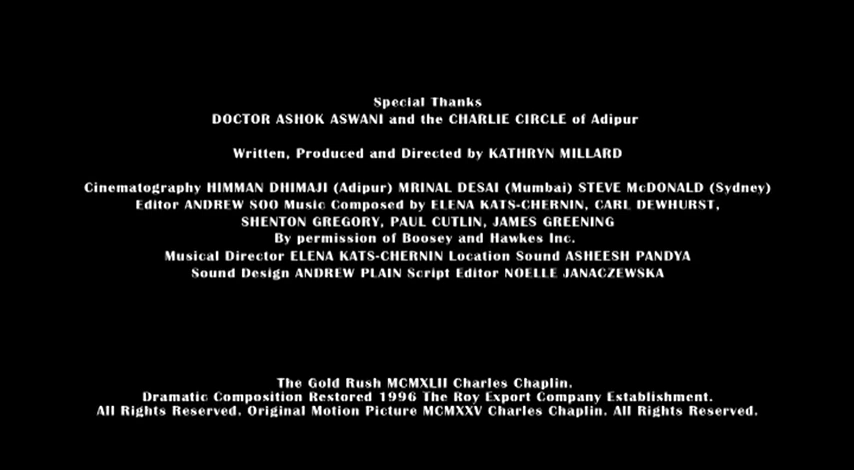 Special Thanks
DOCTOR ASHOK ASWANI and the CHARLIE CIRCLE of Adipur
Written, Produced and Directed by KATHRYN MILLARD
Cinematography HIMMAN DHIMAJI (Adipur) MRINAL DESAI (Mumbai) STEVE McDONALD (Sydney)
Editor ANDREW SOO Music Composed by ELENA KATS-CHERNIN, CARL DEWHURST,
SHENTON GREGORY, PAUL CUTLIN, JAMES GREENING
By permission of Boosey and Hawkes Inc.
Musical Director ELENA KATS-CHERNIN Location Sound ASHEESH PANDYA
Sound Design ANDREW PLAIN Script Editor NOELLE JANACZEWSKA
The Gold Rush MCMXLII Charles Chaplin.
Dramatic Composition Restored 1996 The Roy Export Company Establishment.
All Rights Reserved. Original Motion Picture MCMXXV Charles Chaplin. All Rights Reserved.